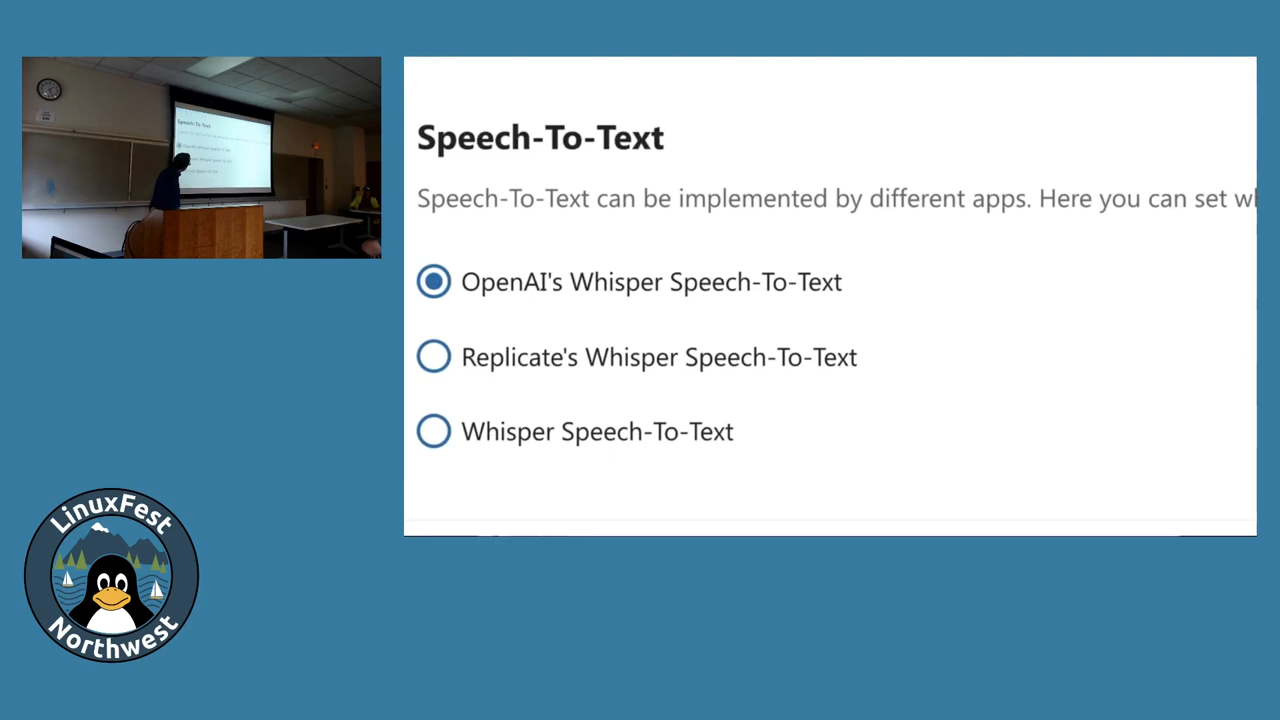 Speech-To-Text
Speech-To-Text can be implemented by different apps. Here you can set wh
OpenAI's Whisper Speech-To-Text
Replicate's Whisper Speech-To-Text
Whisper Speech-To-Text
LinuxFest
Northwest